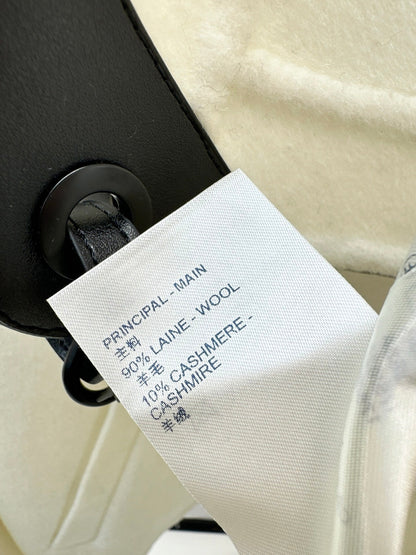 PRINCIPAL - MAIN
主料
90% LAINE - WOOL
羊毛
10% CASHMERE -
CASHMIRE
羊绒